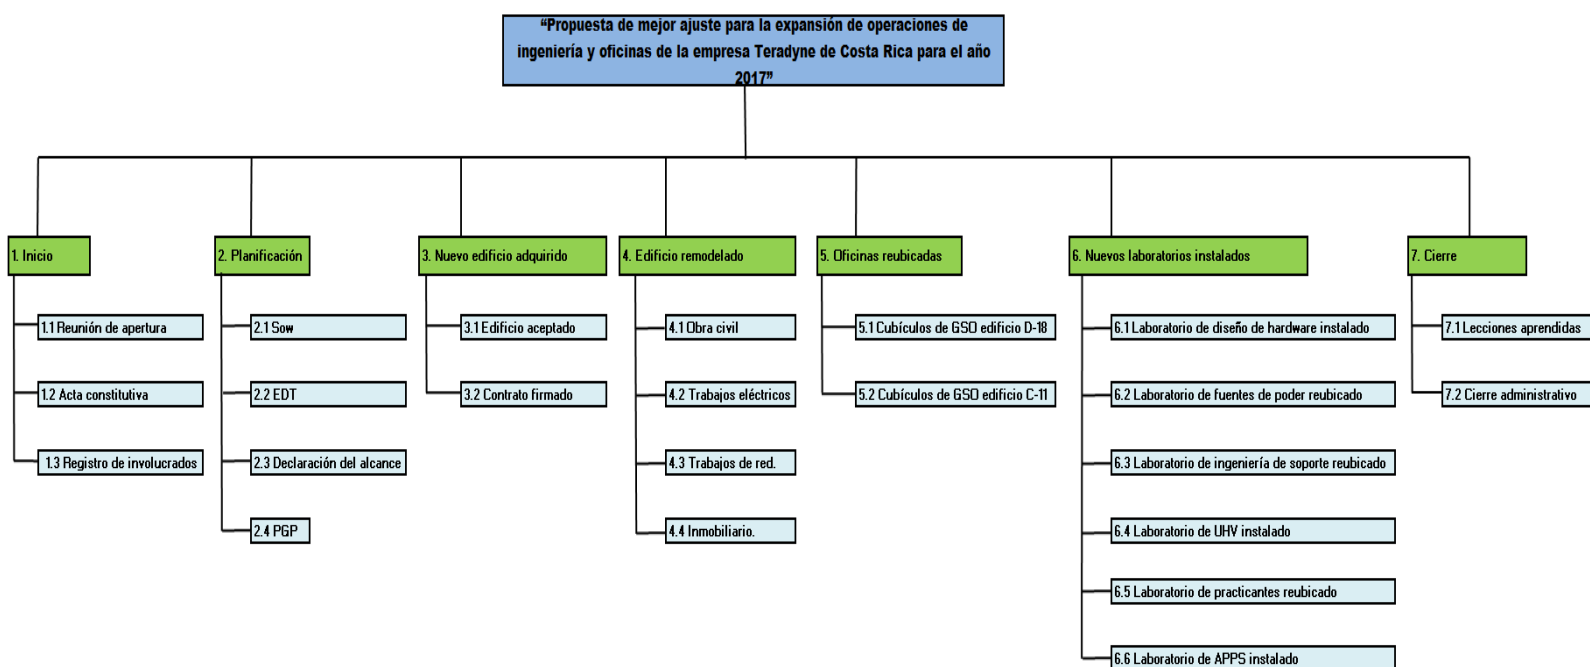 “Propuesta de mejor ajuste para la expansión de operaciones de
ingeniería y oficinas de la empresa Teradyne de Costa Rica para el año
2017”
1. Inicio
1.1 Reunión de apertura
1.2 Acta constitutiva
1.3 Registro de involucrados
2. Planificación
2.1 Sow
2.2 EDT
2.3 Declaración del alcance
2.4 PGP
3. Nuevo edificio adquirido
3.1 Edificio aceptado
3.2 Contrato firmado
4. Edificio remodelado
4.1 Obra civil
4.2 Trabajos eléctricos
4.3 Trabajos de red.
4.4 Inmobiliario.
5. Oficinas reubicadas
5.1 Cubículos de GSO edificio D-18
5.2 Cubículos de GSO edificio C-11
6. Nuevos laboratorios instalados
6.1 Laboratorio de diseño de hardware instalado
6.2 Laboratorio de fuentes de poder reubicado
6.3 Laboratorio de ingeniería de soporte reubicado
6.4 Laboratorio de UHV instalado
6.5 Laboratorio de practicantes reubicado
6.6 Laboratorio de APPS instalado
7. Cierre
7.1 Lecciones aprendidas
7.2 Cierre administrativo